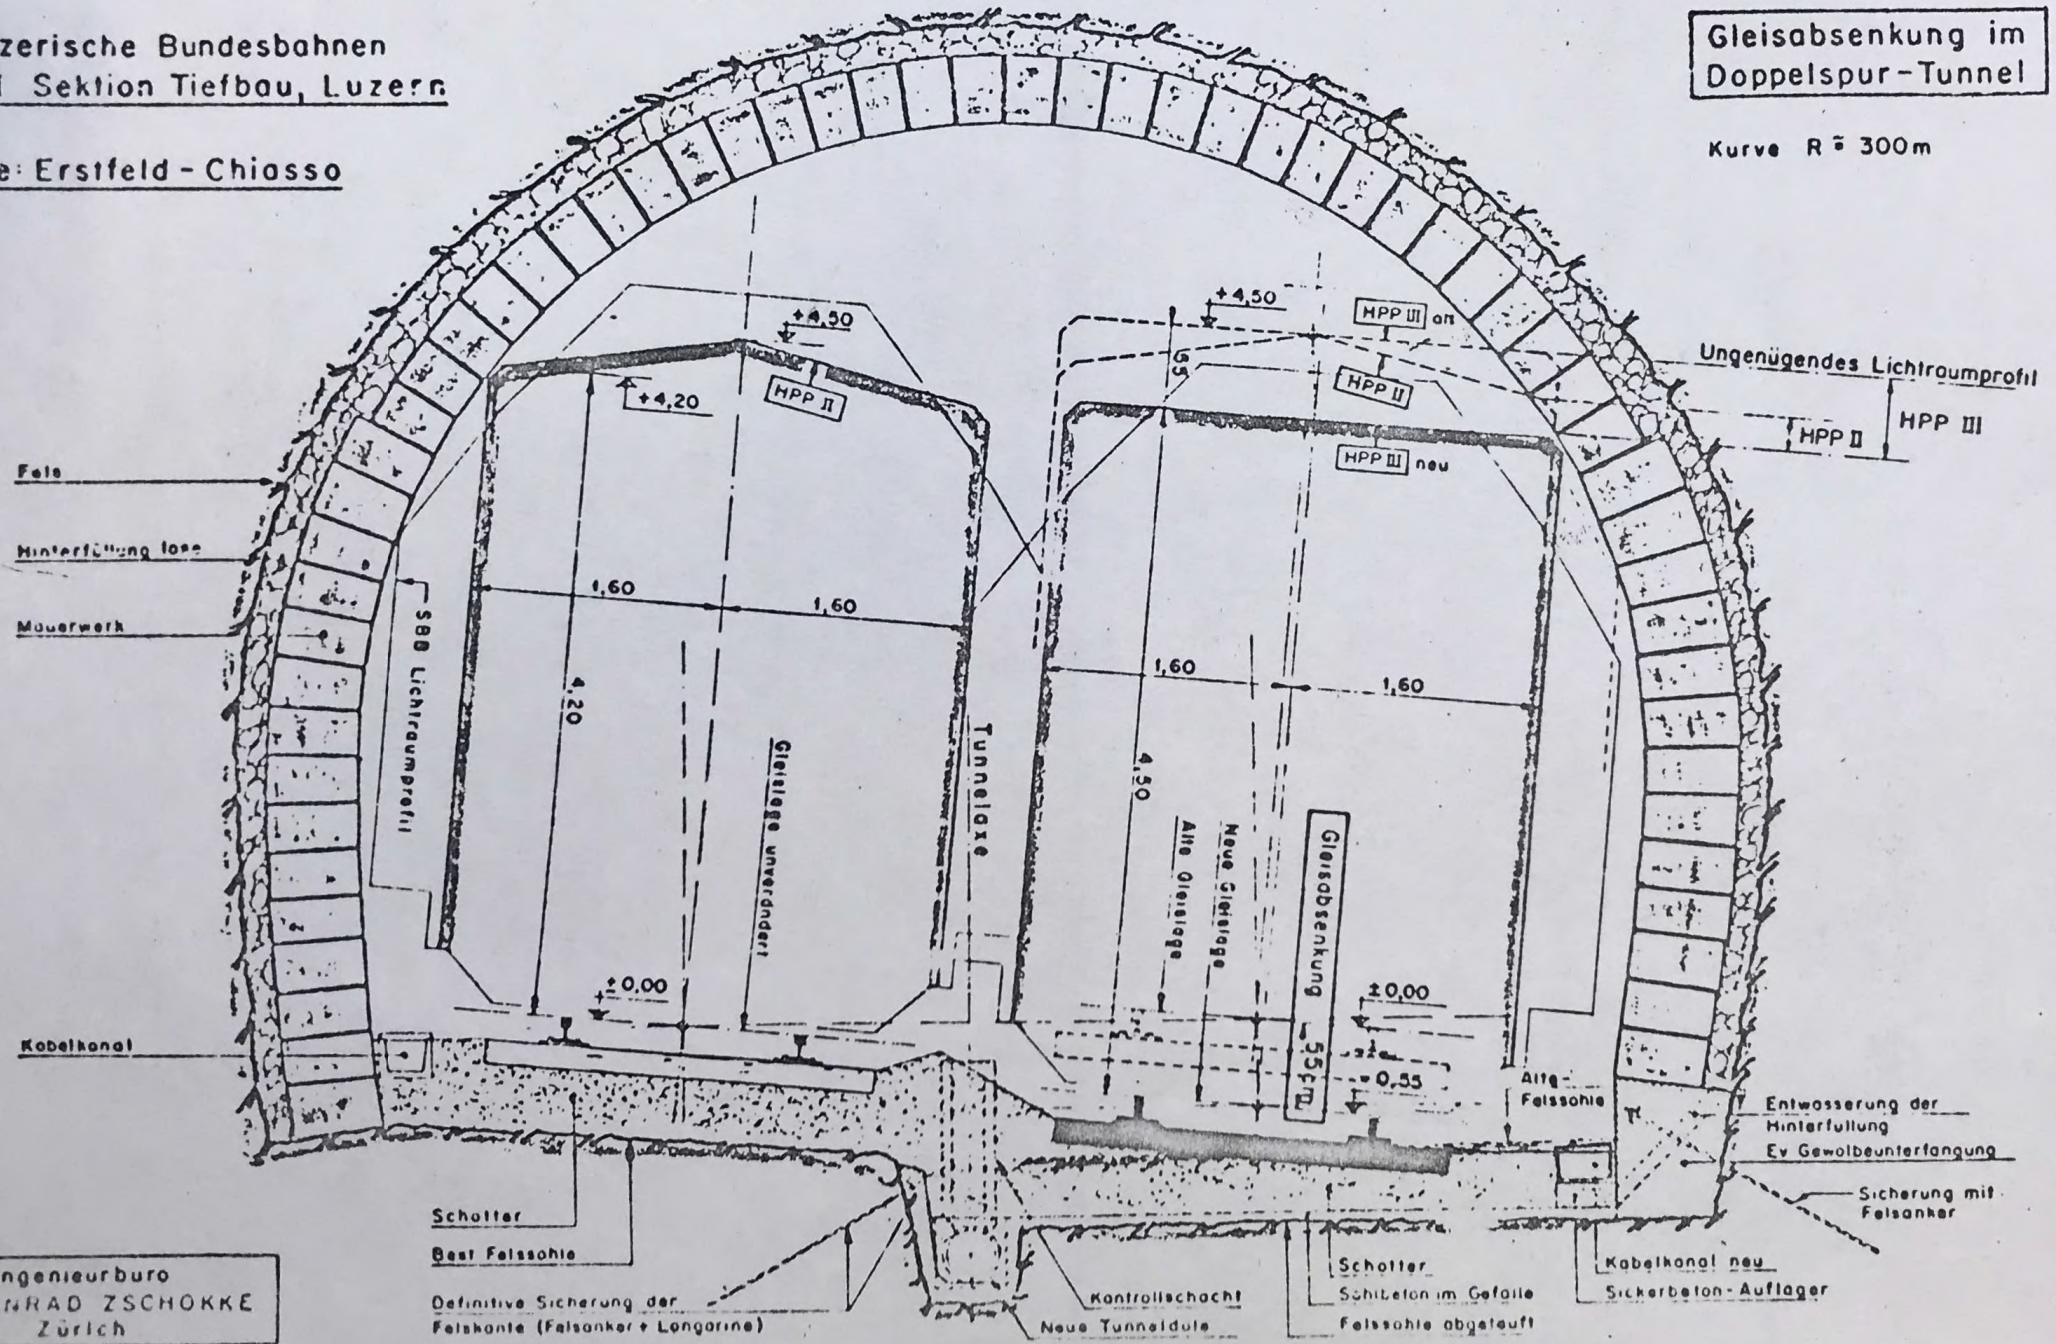 zerische Bundesbahnen
Sektion Tiefbau, Luzern
e: Erstfeld - Chiasso
Gleisabsenkung im
Doppelspur-Tunnel
Kurve R ≈ 300m
+4,50
+4,50
HPP III alt
Ungenügendes Lichtraumprofil
55
+4,20
HPP II
HPP II
HPP II
HPP III
HPP III neu
Fels
Hinterfüllung lose
Mauerwerk
SBB Lichtraumprofil
1,60
1,60
1,60
1,60
4,20
4,50
Gleislage unverändert
Tunnelaxe
Alte Gleislage
Neue Gleislage
Gleisabsenkung ~55cm
±0,00
±0,00
-0,55
Kabelkanal
Alte
Felssohle
Entwässerung der
Hinterfüllung
Ev Gewölbeunterfangung
Sicherung mit
Felsanker
Schotter
Best Felssohle
Definitive Sicherung der
Felskante (Felsanker + Longarine)
Kontrollschacht
Neue Tunneldole
Schotter
Sohlbeton im Gefälle
Felssohle abgeteuft
Kabelkanal neu
Sickerbeton-Auflager
ngenieurbüro
NRAD ZSCHOKKE
Zürich